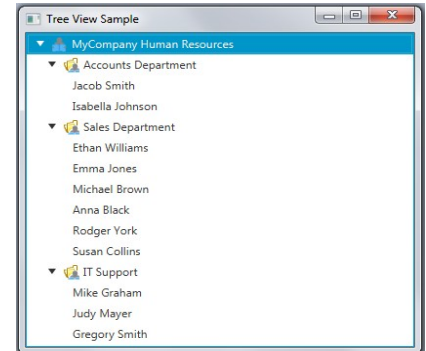 Tree View Sample
MyCompany Human Resources
Accounts Department
Jacob Smith
Isabella Johnson
Sales Department
Ethan Williams
Emma Jones
Michael Brown
Anna Black
Rodger York
Susan Collins
IT Support
Mike Graham
Judy Mayer
Gregory Smith